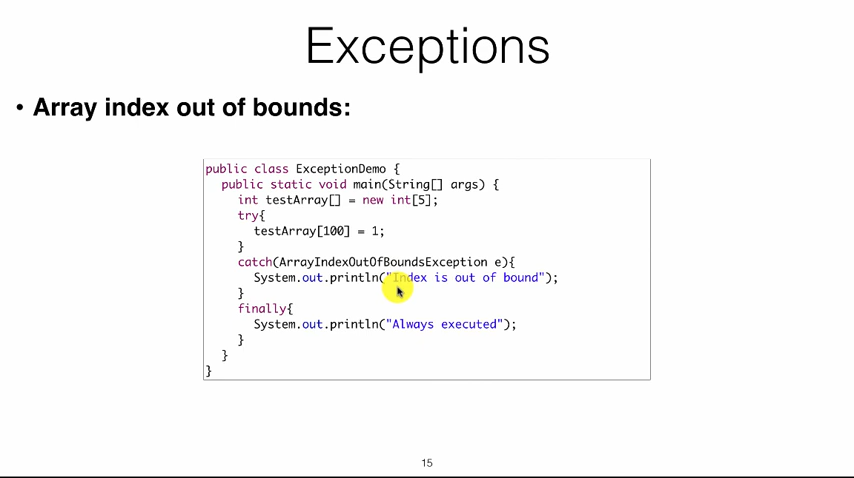 Exceptions
• Array index out of bounds:
public class ExceptionDemo {
public static void main(String[] args) {
int testArray[] = new int[5];
try{
testArray[100] = 1;
}
catch(ArrayIndexOutOfBoundsException e){
System.out.println("Index is out of bound");
}
finally{
System.out.println("Always executed");
}
}
}
15